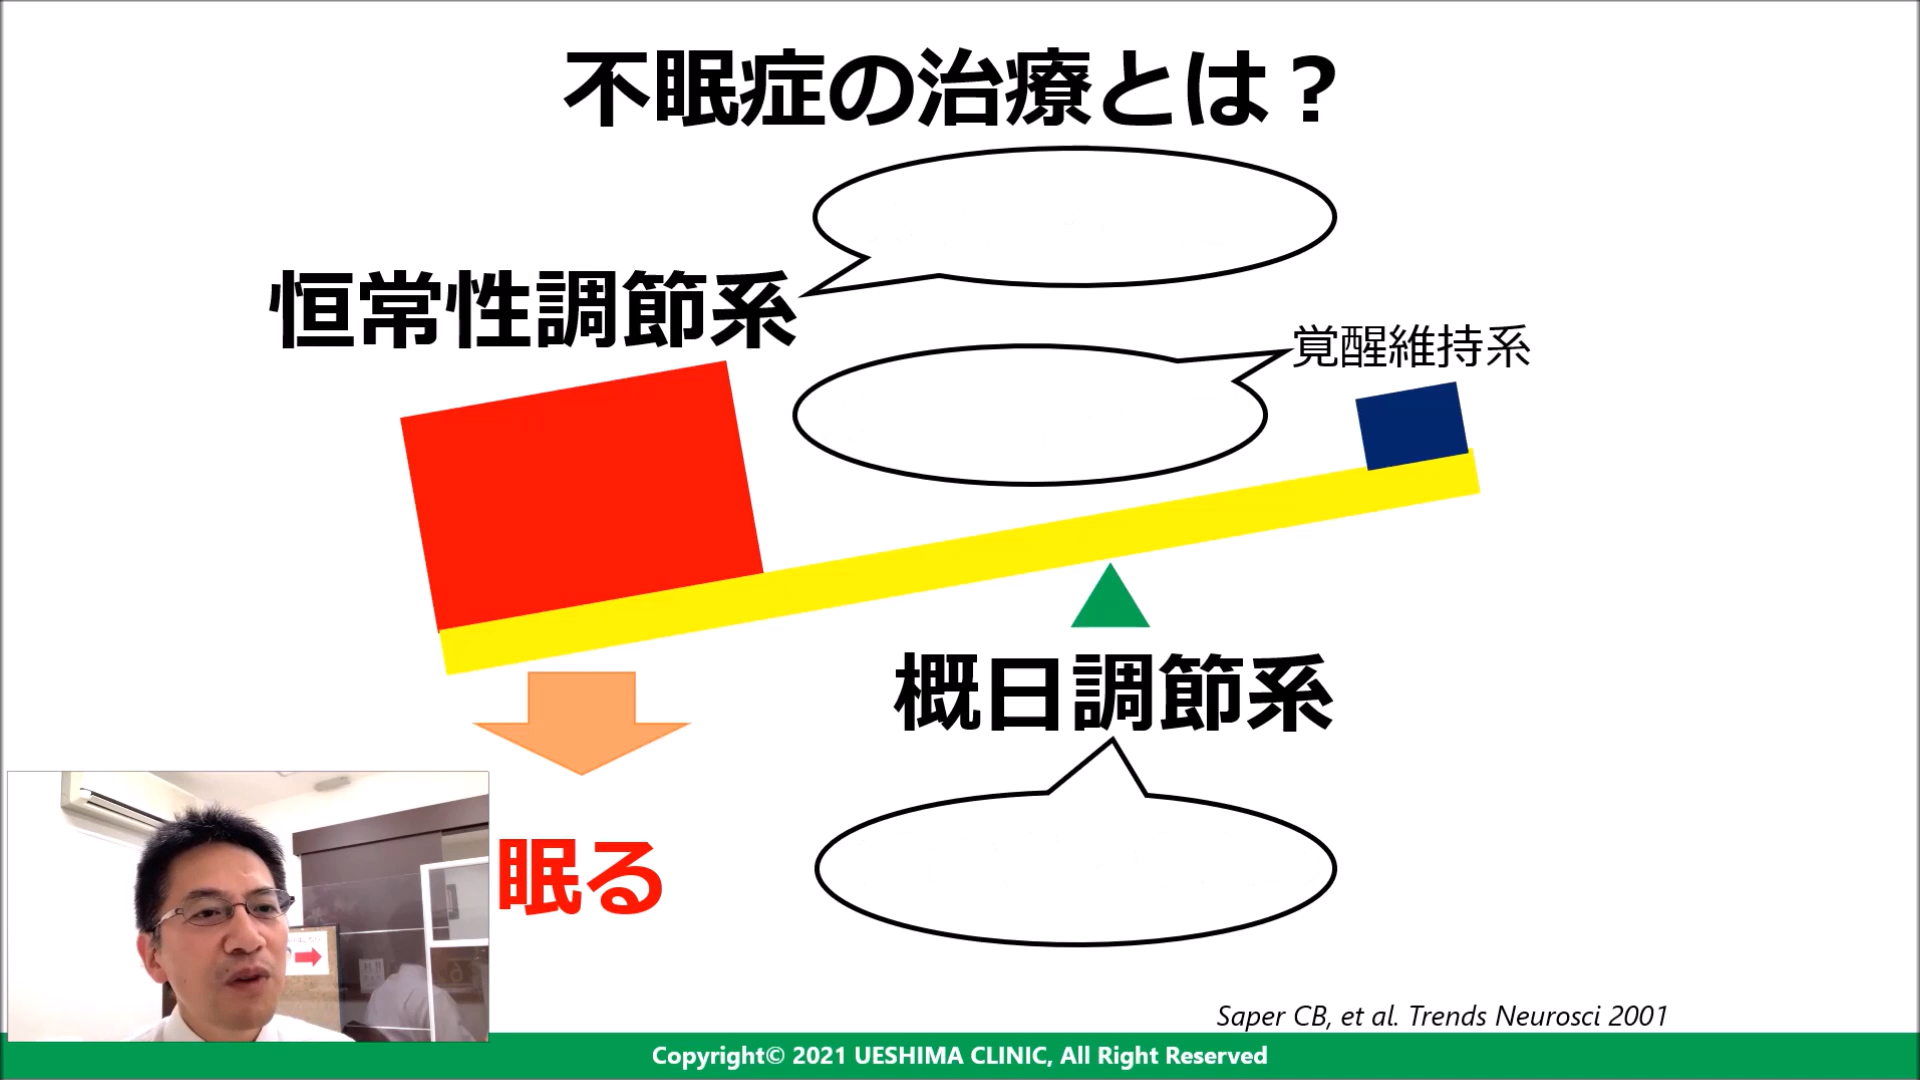 不眠症の治療とは？
恒常性調節系
覚醒維持系
概日調節系
眠る
Saper CB, et al. Trends Neurosci 2001
Copyright© 2021 UESHIMA CLINIC, All Right Reserved